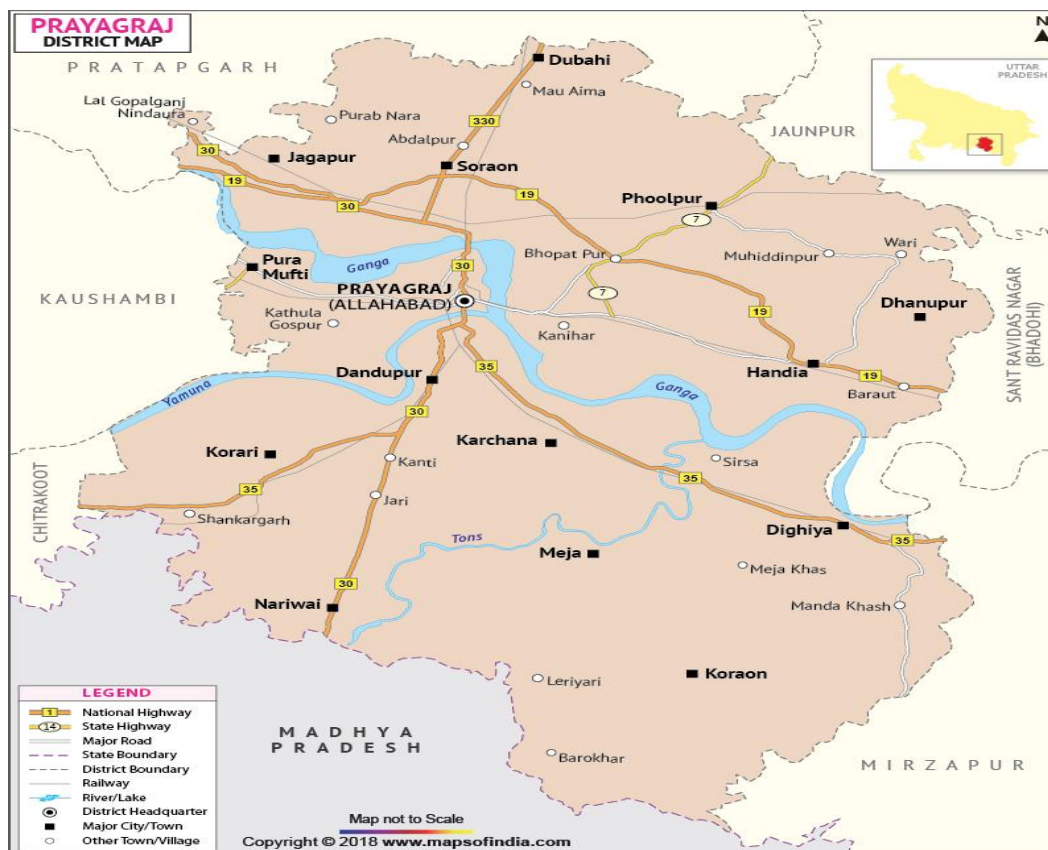 PRAYAGRAJ
DISTRICT MAP
N
UTTAR
PRADESH
PRATAPGARH
JAUNPUR
KAUSHAMBI
SANT RAVIDAS NAGAR
(BHADOHI)
CHITRAKOOT
MIRZAPUR
MADHYA
PRADESH
Dubahi
Mau Aima
Lal Gopalganj
Nindaura
Purab Nara
330
Abdalpur
30
Jagapur
Soraon
19
19
30
Phoolpur
7
Bhopat Pur
Muhiddinpur
Wari
Ganga
30
Pura
Mufti
7
PRAYAGRAJ
(ALLAHABAD)
Kathula
Gospur
Kanihar
19
Dhanupur
35
Handia
19
Dandupur
Yamuna
Ganga
Baraut
30
Korari
Karchana
Kanti
Sirsa
35
35
Jari
Shankargarh
Dighiya
35
Tons
Meja
Meja Khas
30
Nariwai
Manda Khash
Leriyari
Koraon
Barokhar
LEGEND
1 National Highway
14 State Highway
Major Road
State Boundary
District Boundary
Railway
River/Lake
District Headquarter
Major City/Town
Other Town/Village
Map not to Scale
Copyright © 2018 www.mapsofindia.com